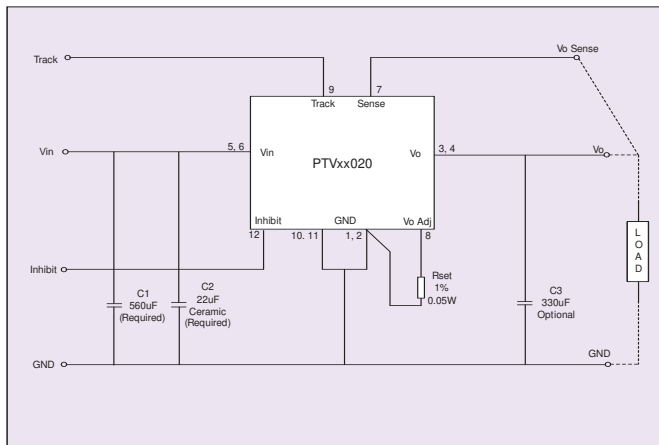 Vo Sense
Track
9
7
Track
Sense
Vin
5, 6
Vin
PTVxx020
Vo
3, 4
Vo
Inhibit
GND
Vo Adj
12
10. 11
1, 2
8
LOAD
Inhibit
Rset
1%
0.05W
C1
560uF
(Required)
C2
22uF
Ceramic
(Required)
C3
330uF
Optional
GND
GND